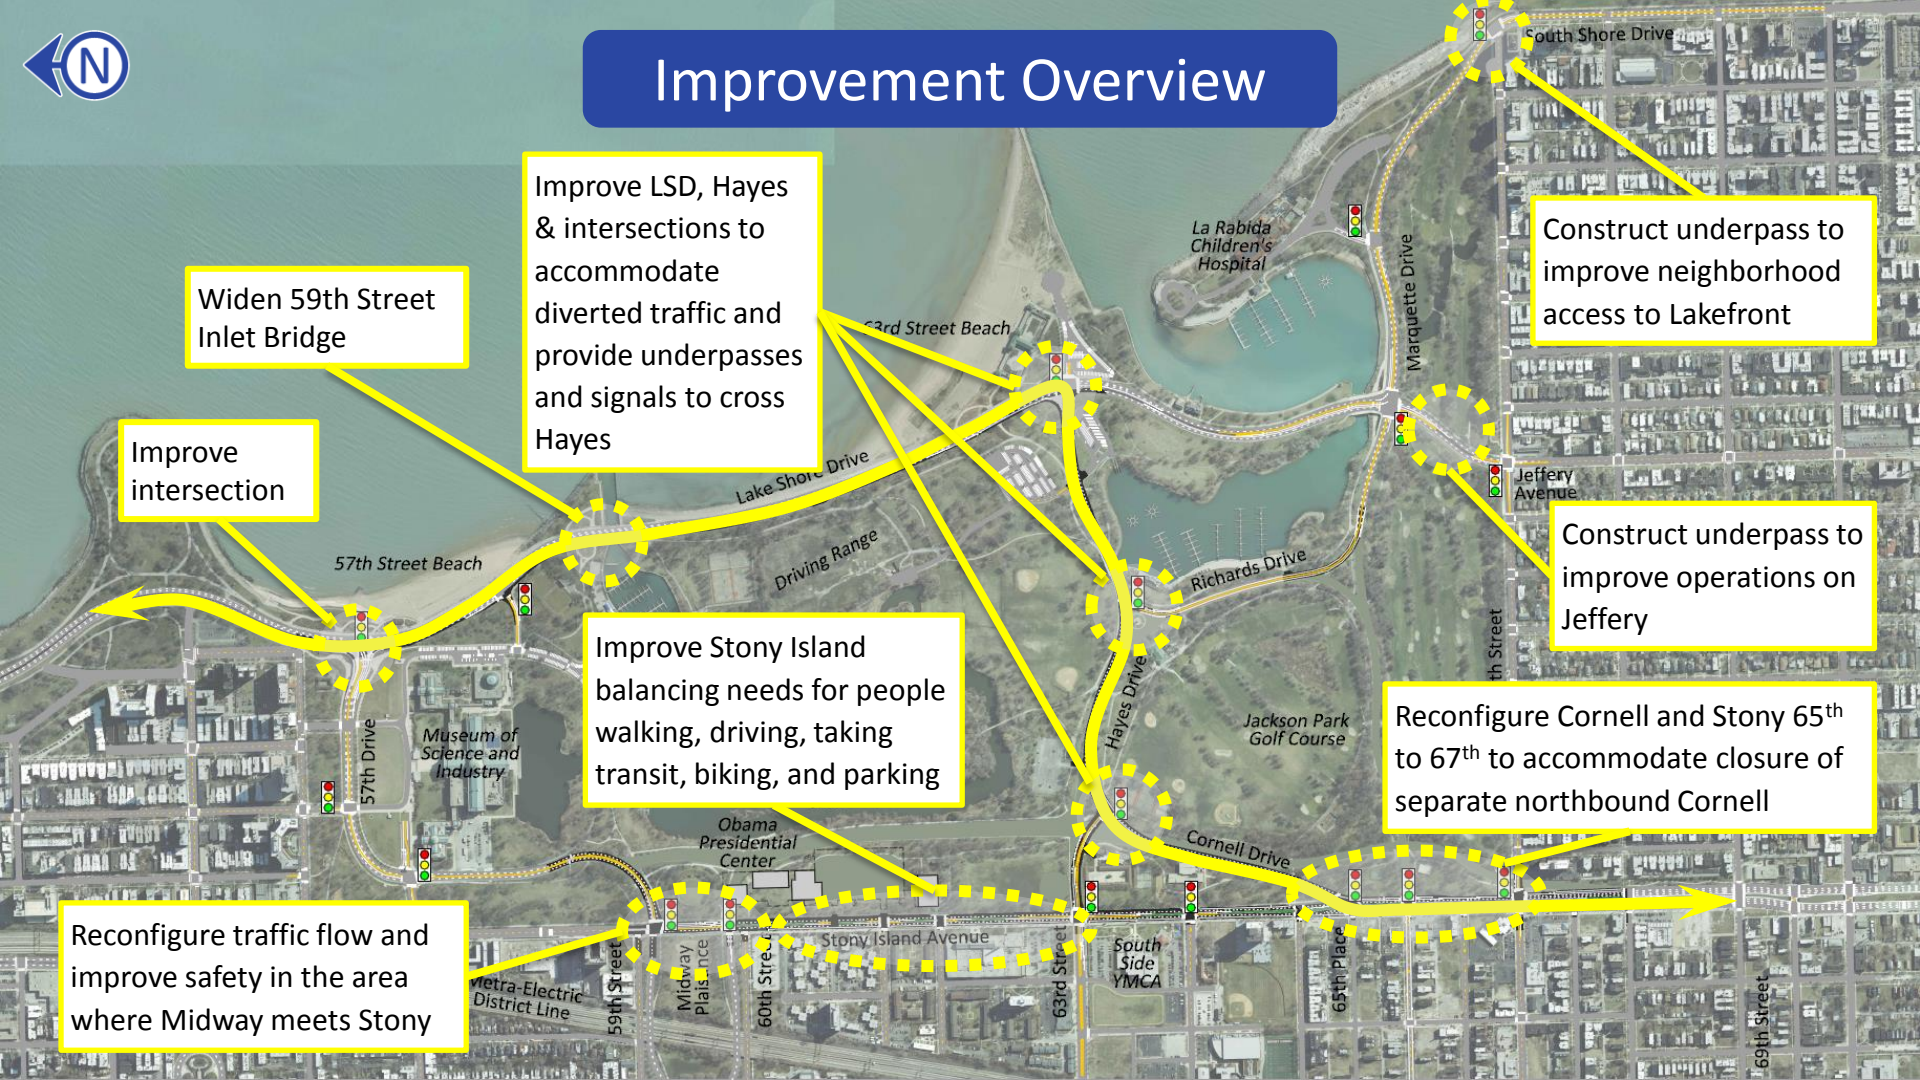 N
Improvement Overview
South Shore Drive
Improve LSD, Hayes
& intersections to
accommodate
diverted traffic and
provide underpasses
and signals to cross
Hayes
La Rabida
Children's
Hospital
Marquette Drive
Construct underpass to
improve neighborhood
access to Lakefront
Widen 59th Street
Inlet Bridge
63rd Street Beach
Improve
intersection
Lake Shore Drive
Jeffery
Avenue
57th Street Beach
Driving Range
Richards Drive
Construct underpass to
improve operations on
Jeffery
Improve Stony Island
balancing needs for people
walking, driving, taking
transit, biking, and parking
th Street
Hayes Drive
57th Drive
Museum of
Science and
Industry
Jackson Park
Golf Course
Reconfigure Cornell and Stony 65th
to 67th to accommodate closure of
separate northbound Cornell
Obama
Presidential
Center
Cornell Drive
Reconfigure traffic flow and
improve safety in the area
where Midway meets Stony
Metra-Electric
District Line
59th Street
Midway
Plaisance
60th Street
Stony Island Avenue
63rd Street
South
Side
YMCA
65th Place
69th Street